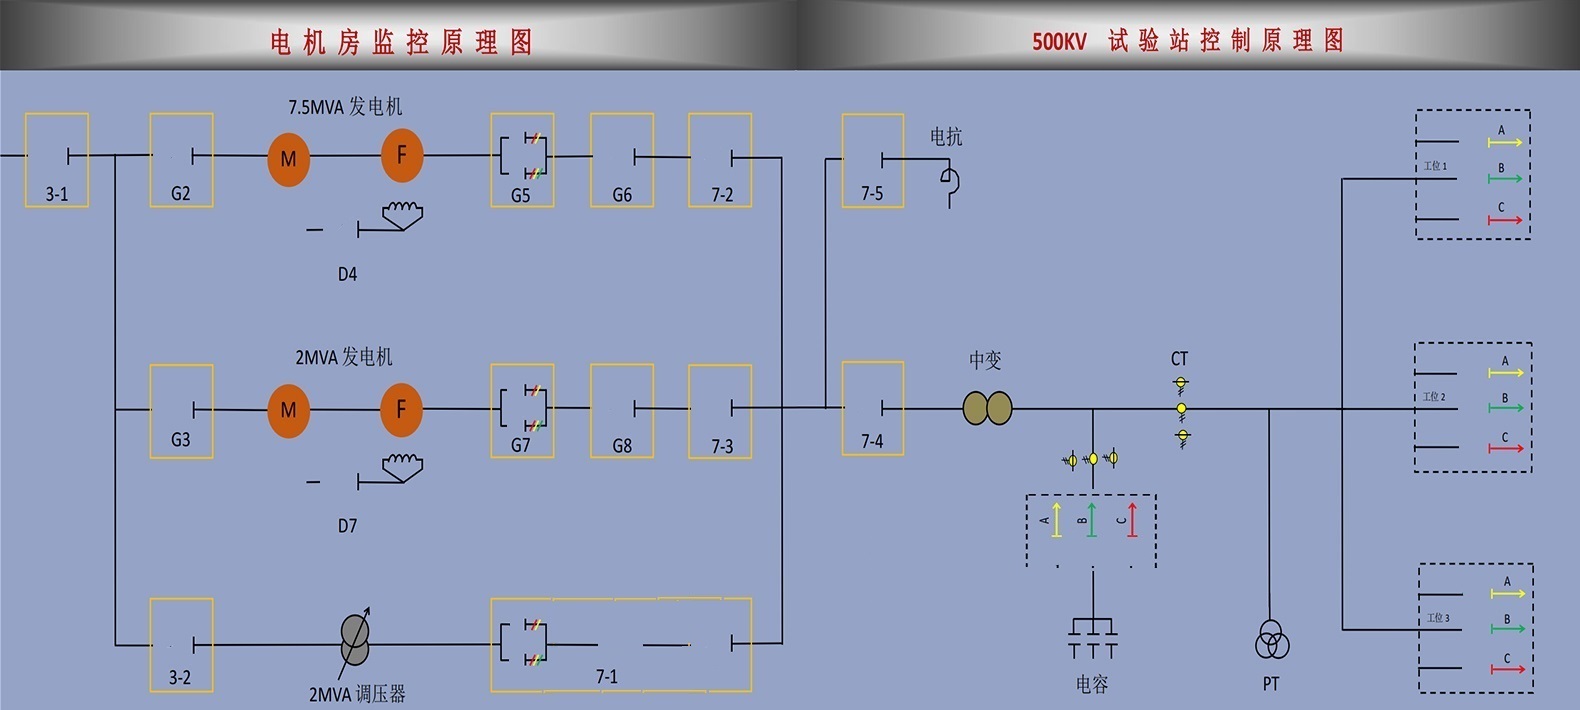 电机房监控原理图
500KV 试验站控制原理图
7.5MVA 发电机
M
F
3-1
G2
G5
G6
7-2
7-5
电抗
D4
2MVA 发电机
M
F
G3
G7
G8
7-3
7-4
中变
CT
D7
3-2
2MVA 调压器
7-1
A
B
C
电容
PT
A
工位 1
B
C
A
工位 2
B
C
A
工位 3
B
C